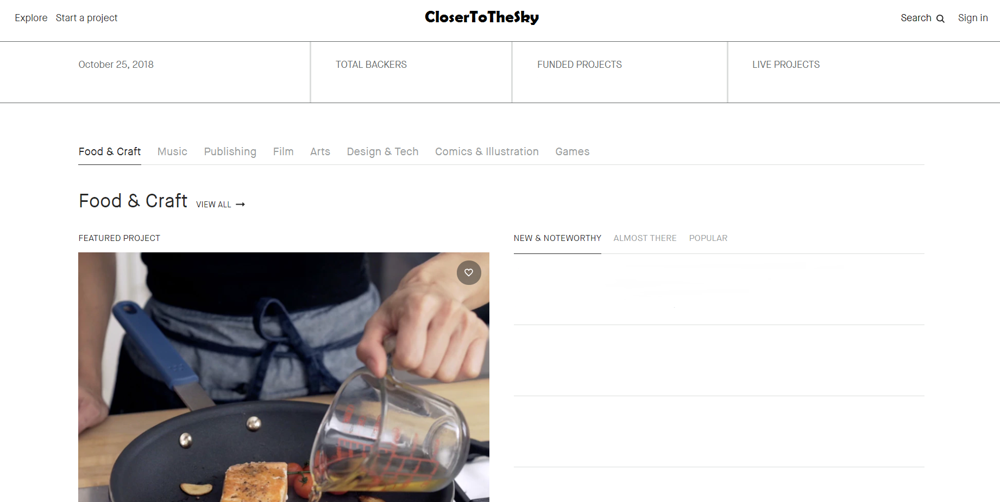 Explore Start a project CloserToTheSky Search Sign in
October 25, 2018 TOTAL BACKERS FUNDED PROJECTS LIVE PROJECTS
Food & Craft Music Publishing Film Arts Design & Tech Comics & Illustration Games
Food & Craft VIEW ALL →
FEATURED PROJECT
NEW & NOTEWORTHY ALMOST THERE POPULAR